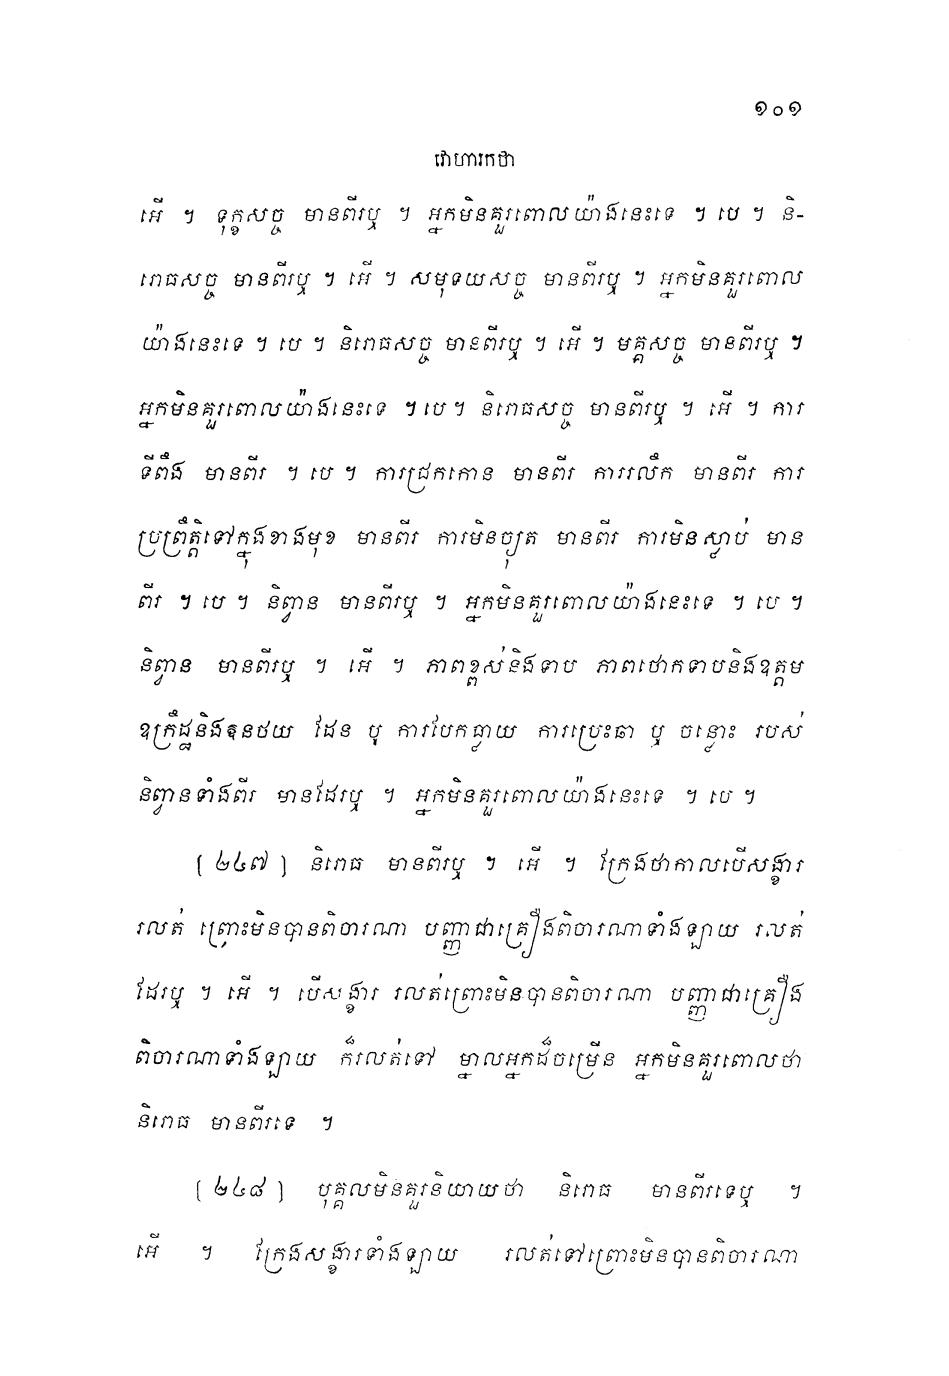 ១០១
វោហារកថា
អើ ។ ទុក្ខសច្ច មានពីរឬ ។ អ្នកមិនគួរពោលយ៉ាងនេះទេ ។ បេ ។ និ-
រោធសច្ច មានពីរឬ ។ អើ ។ សមុទយសច្ច មានពីរឬ ។ អ្នកមិនគួរពោល
យ៉ាងនេះទេ ។ បេ ។ និរោធសច្ច មានពីរឬ ។ អើ ។ មគ្គសច្ច មានពីរឬ ។
អ្នកមិនគួរពោលយ៉ាងនេះទេ ។ បេ ។ និរោធសច្ច មានពីរឬ ។ អើ ។ ការ
ទីពឹង មានពីរ ។ បេ ។ ការជ្រកកោន មានពីរ ការរលឹក មានពីរ ការ
ប្រព្រឹត្តិទៅក្នុងខាងមុខ មានពីរ ការមិនច្យុត មានពីរ ការមិនស្លាប់ មាន
ពីរ ។ បេ ។ និព្វាន មានពីរឬ ។ អ្នកមិនគួរពោលយ៉ាងនេះទេ ។ បេ ។
និព្វាន មានពីរឬ ។ អើ ។ ភាពខ្ពស់និងទាប ភាពថោកទាបនិងឧត្តម
ឧក្រឹដ្ឋនិងអនថយ ដែន ឬ ការបែកធ្លាយ ការប្រេះឆា ឬ ចន្លោះ របស់
និព្វានទាំងពីរ មានដែរឬ ។ អ្នកមិនគួរពោលយ៉ាងនេះទេ ។ បេ ។
[ ២៤៧ ] និរោធ មានពីរឬ ។ អើ ។ ក្រែងថាកាលបើសង្ខារ
រលត់ ព្រោះមិនបានពិចារណា បញ្ញាជាគ្រឿងពិចារណាទាំងឡាយ រលត់
ដែរឬ ។ អើ ។ បើសង្ខារ រលត់ព្រោះមិនបានពិចារណា បញ្ញាជាគ្រឿង
ពិចារណាទាំងឡាយ ក៏រលត់ទៅ ម្នាលអ្នកដ៏ចម្រើន អ្នកមិនគួរពោលថា
និរោធ មានពីរទេ ។
[ ២៤៨ ] បុគ្គលមិនគួរនិយាយថា និរោធ មានពីរទេឬ ។
អើ ។ ក្រែងសង្ខារទាំងឡាយ រលត់ទៅព្រោះមិនបានពិចារណា